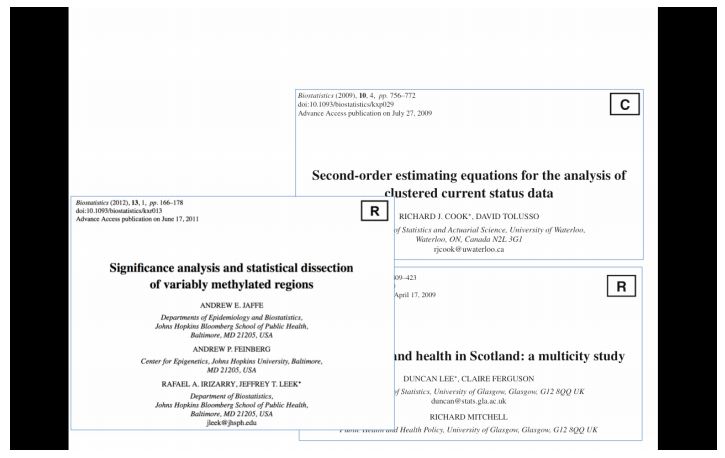 Biostatistics (2009), 10, 4, pp. 756–772
doi:10.1093/biostatistics/kxp029
Advance Access publication on July 27, 2009
C
Second-order estimating equations for the analysis of
clustered current status data
RICHARD J. COOK*, DAVID TOLUSSO
of Statistics and Actuarial Science, University of Waterloo,
Waterloo, ON, Canada N2L 3G1
rjcook@uwaterloo.ca
Biostatistics (2012), 13, 1, pp. 166–178
doi:10.1093/biostatistics/kxr013
Advance Access publication on June 17, 2011
R
Significance analysis and statistical dissection
of variably methylated regions
ANDREW E. JAFFE
Departments of Epidemiology and Biostatistics,
Johns Hopkins Bloomberg School of Public Health,
Baltimore, MD 21205, USA
ANDREW P. FEINBERG
Center for Epigenetics, Johns Hopkins University, Baltimore,
MD 21205, USA
RAFAEL A. IRIZARRY, JEFFREY T. LEEK*
Department of Biostatistics,
Johns Hopkins Bloomberg School of Public Health,
Baltimore, MD 21205, USA
jleek@jhsph.edu
09–423
April 17, 2009
R
and health in Scotland: a multicity study
DUNCAN LEE*, CLAIRE FERGUSON
of Statistics, University of Glasgow, Glasgow, G12 8QQ UK
duncan@stats.gla.ac.uk
RICHARD MITCHELL
Public Health and Health Policy, University of Glasgow, Glasgow, G12 8QQ UK